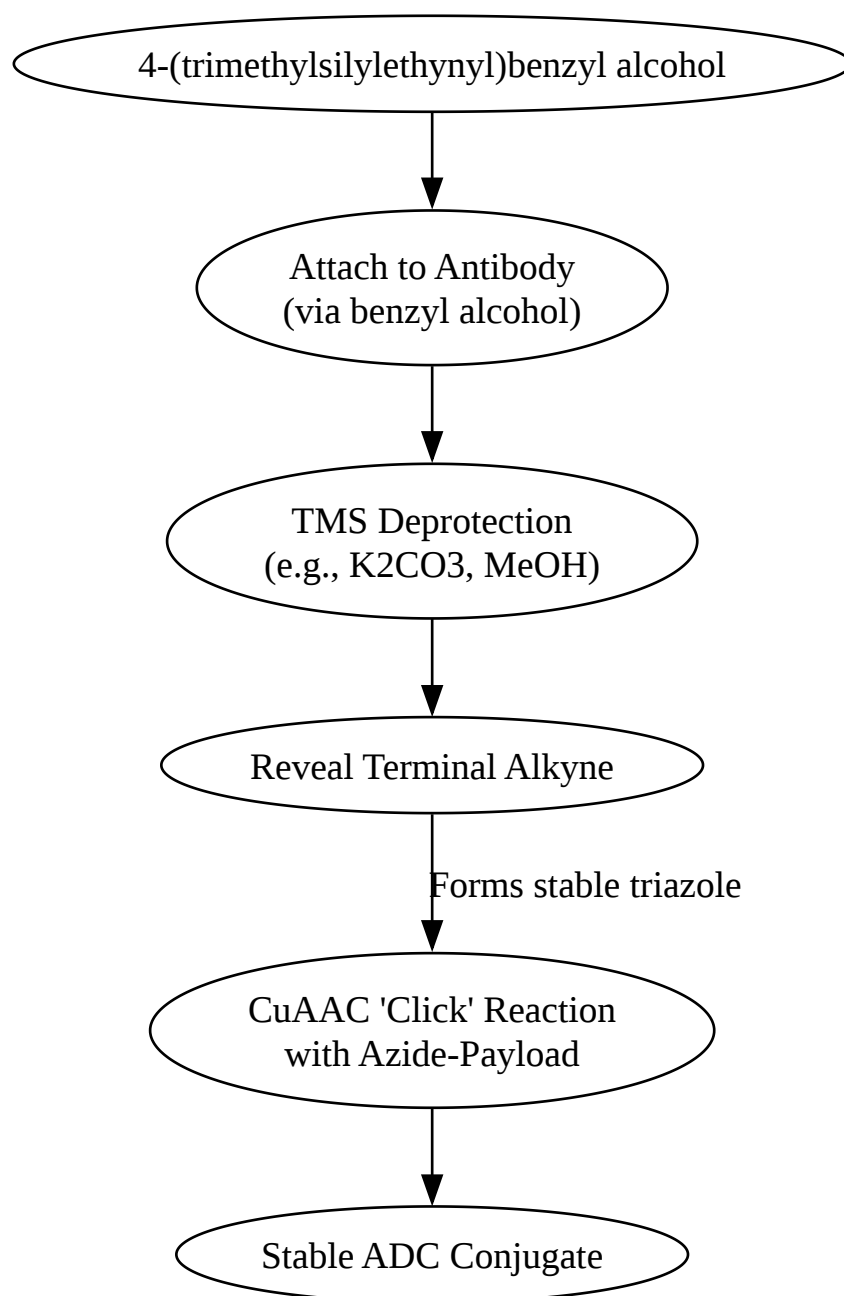 4-(trimethylsilylethynyl)benzyl alcohol
Attach to Antibody
(via benzyl alcohol)
TMS Deprotection
(e.g., K2CO3, MeOH)
Reveal Terminal Alkyne
Forms stable triazole
CuAAC 'Click' Reaction
with Azide-Payload
Stable ADC Conjugate